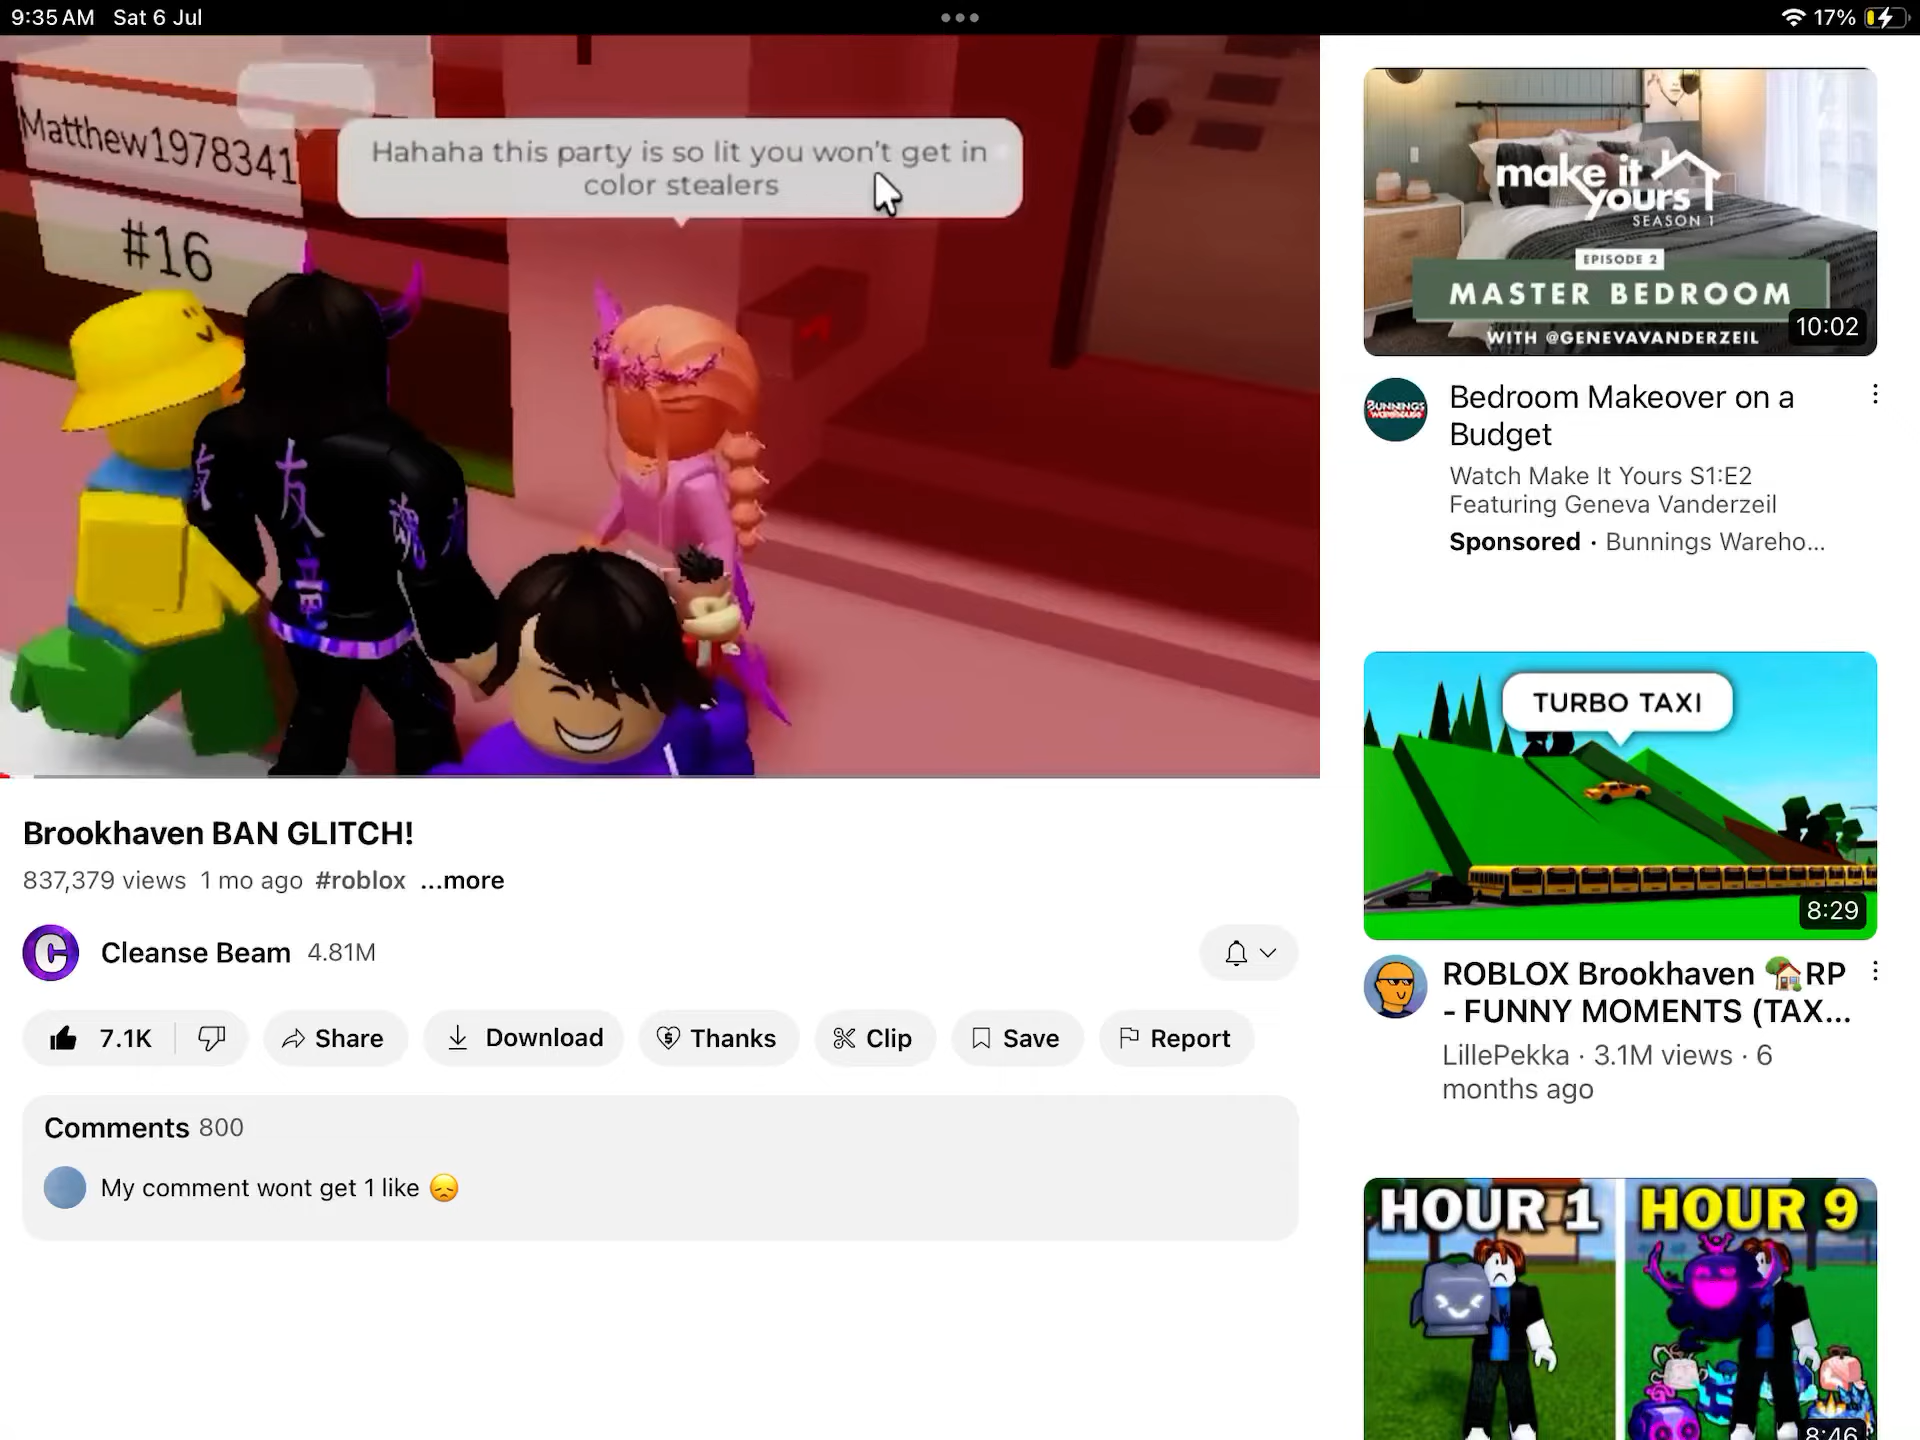 9:35 AM Sat 6 Jul
17%
Matthew1978341
#16
Hahaha this party is so lit you won't get in
color stealers
友
make it
yours
SEASON 1
EPISODE 2
MASTER BEDROOM
WITH @GENEVAVANDERZEIL
10:02
BUNNINGS
warehouse
Bedroom Makeover on a
Budget
Watch Make It Yours S1:E2
Featuring Geneva Vanderzeil
Sponsored · Bunnings Wareho...
TURBO TAXI
8:29
ROBLOX Brookhaven 🏡RP
- FUNNY MOMENTS (TAX...
LillePekka · 3.1M views · 6
months ago
HOUR 1
HOUR 9
8:46
Brookhaven BAN GLITCH!
837,379 views 1 mo ago #roblox ...more
C
Cleanse Beam 4.81M
7.1K
Share
Download
Thanks
Clip
Save
Report
Comments 800
My comment wont get 1 like 😞